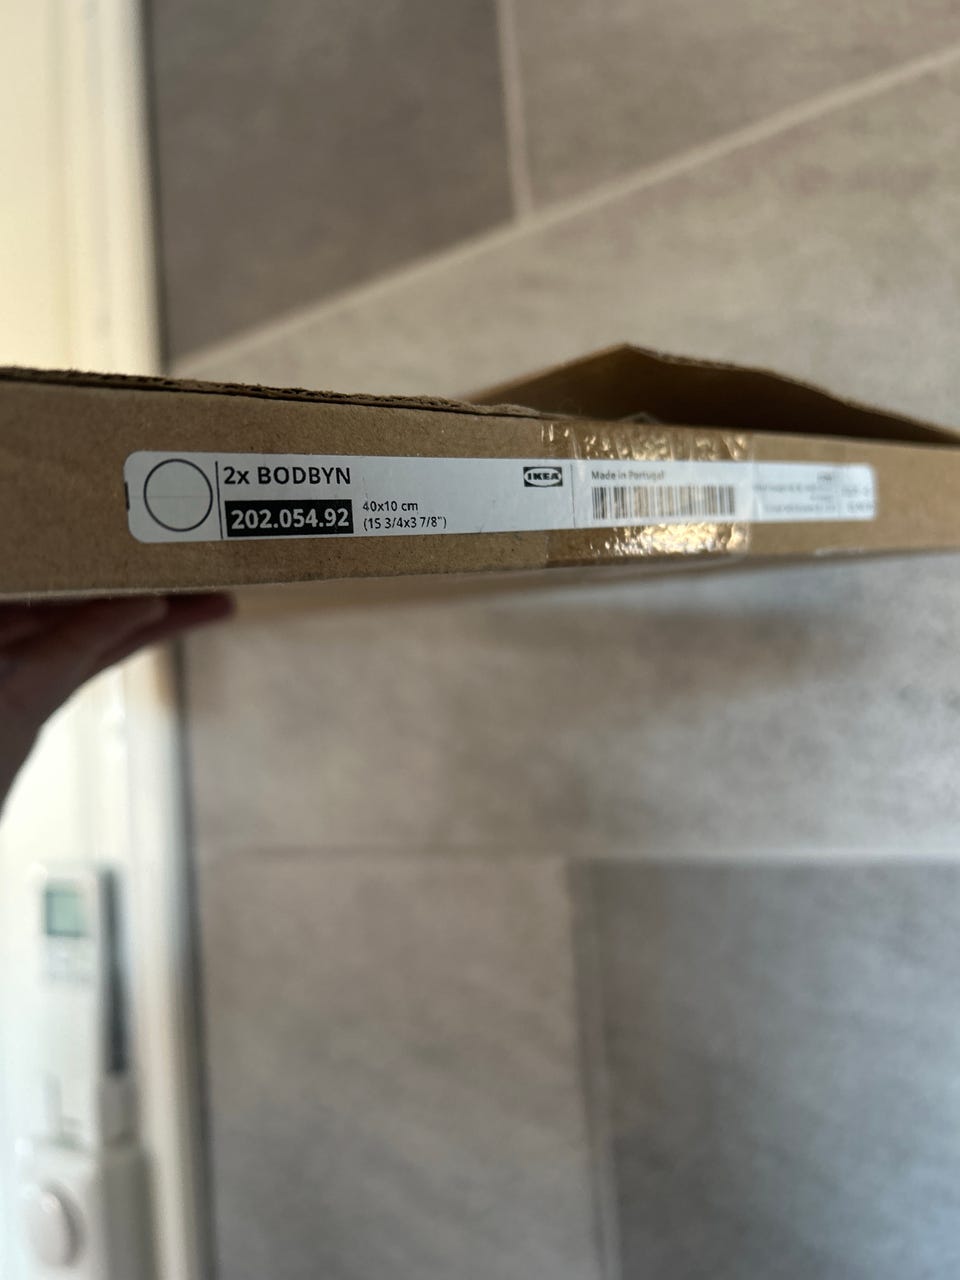 2x BODBYN
202.054.92
40x10 cm
(15 3/4x3 7/8")
IKEA
Made in Portugal